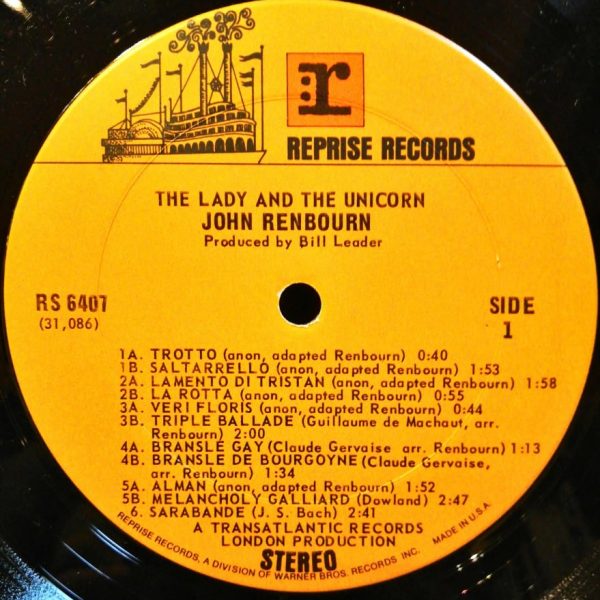 r
REPRISE RECORDS
THE LADY AND THE UNICORN
JOHN RENBOURN
Produced by Bill Leader
RS 6407
(31,086)
SIDE
1
1A. TROTTO (anon, adapted Renbourn) 0:40
1B. SALTARRELLO (anon, adapted Renbourn) 1:53
2A. LAMENTO DI TRISTAN (anon, adapted Renbourn) 1:58
2B. LA ROTTA (anon, adapted Renbourn) 0:55
3A. VERI FLORIS (anon, adapted Renbourn) 0:44
3B. TRIPLE BALLADE (Guillaume de Machaut, arr.
Renbourn) 2:00
4A. BRANSLE GAY (Claude Gervaise arr. Renbourn) 1:13
4B. BRANSLE DE BOURGOYNE (Claude Gervaise,
arr. Renbourn) 1:34
5A. ALMAN (anon, adapted Renbourn) 1:52
5B. MELANCHOLY GALLIARD (Dowland) 2:47
6. SARABANDE (J. S. Bach) 2:41
A TRANSATLANTIC RECORDS
LONDON PRODUCTION
STEREO
REPRISE RECORDS, A DIVISION OF WARNER BROS. RECORDS INC. MADE IN U.S.A.